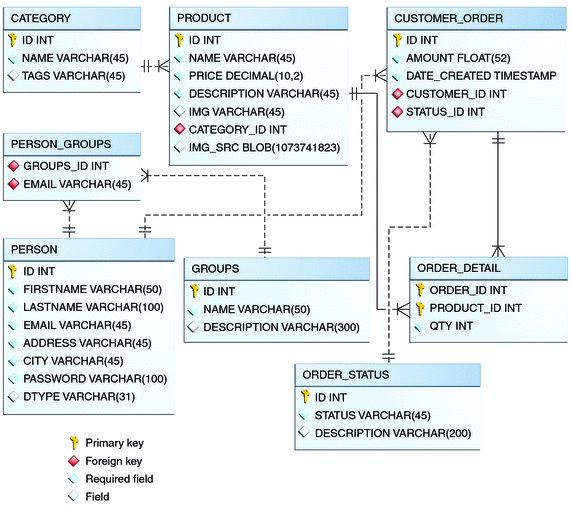 CATEGORY
ID INT
NAME VARCHAR(45)
TAGS VARCHAR(45)
PRODUCT
ID INT
NAME VARCHAR(45)
PRICE DECIMAL(10,2)
DESCRIPTION VARCHAR(45)
IMG VARCHAR(45)
CATEGORY_ID INT
IMG_SRC BLOB(1073741823)
CUSTOMER_ORDER
ID INT
AMOUNT FLOAT(52)
DATE_CREATED TIMESTAMP
CUSTOMER_ID INT
STATUS_ID INT
PERSON_GROUPS
GROUPS_ID INT
EMAIL VARCHAR(45)
PERSON
ID INT
FIRSTNAME VARCHAR(50)
LASTNAME VARCHAR(100)
EMAIL VARCHAR(45)
ADDRESS VARCHAR(45)
CITY VARCHAR(45)
PASSWORD VARCHAR(100)
DTYPE VARCHAR(31)
GROUPS
ID INT
NAME VARCHAR(50)
DESCRIPTION VARCHAR(300)
ORDER_DETAIL
ORDER_ID INT
PRODUCT_ID INT
QTY INT
ORDER_STATUS
ID INT
STATUS VARCHAR(45)
DESCRIPTION VARCHAR(200)
Primary key
Foreign key
Required field
Field